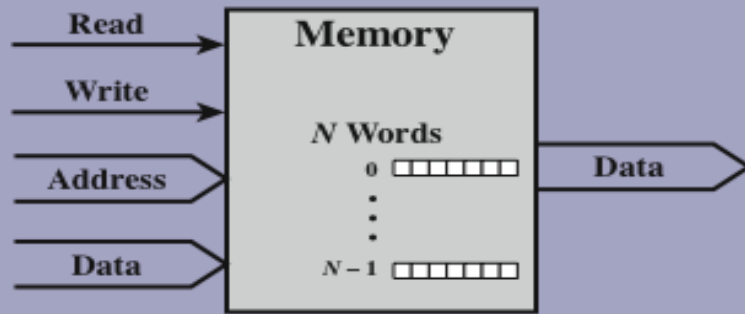 Read
Memory
Write
N Words
0
Address
Data
Data
N – 1